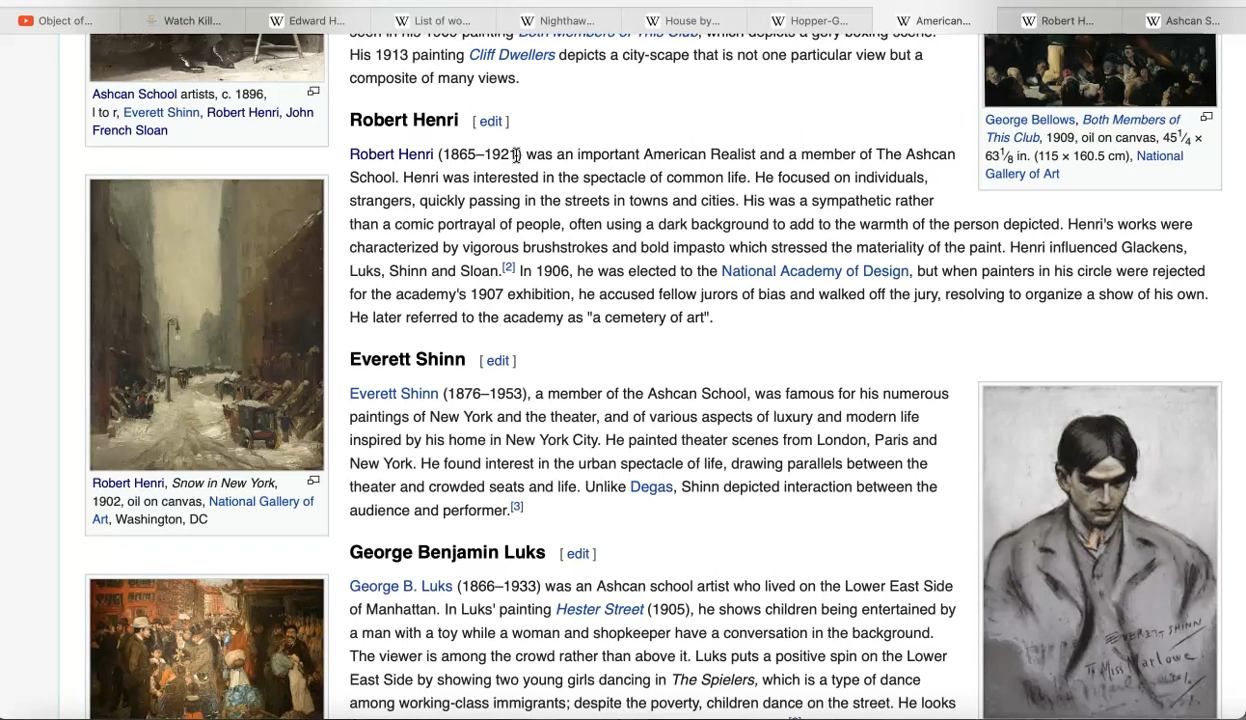 Object of...
Watch Kill...
Edward H...
List of wo...
Nighthaw...
House by...
Hopper-G...
American...
Robert H...
Ashcan S...
Ashcan School artists, c. 1896,
l to r, Everett Shinn, Robert Henri, John
French Sloan
Robert Henri, Snow in New York,
1902, oil on canvas, National Gallery of
Art, Washington, DC
His 1913 painting Cliff Dwellers depicts a city-scape that is not one particular view but a
composite of many views.
Robert Henri [ edit ]
Robert Henri (1865–1921) was an important American Realist and a member of The Ashcan
School. Henri was interested in the spectacle of common life. He focused on individuals,
strangers, quickly passing in the streets in towns and cities. His was a sympathetic rather
than a comic portrayal of people, often using a dark background to add to the warmth of the person depicted. Henri's works were
characterized by vigorous brushstrokes and bold impasto which stressed the materiality of the paint. Henri influenced Glackens,
Luks, Shinn and Sloan.[2] In 1906, he was elected to the National Academy of Design, but when painters in his circle were rejected
for the academy's 1907 exhibition, he accused fellow jurors of bias and walked off the jury, resolving to organize a show of his own.
He later referred to the academy as "a cemetery of art".
Everett Shinn [ edit ]
Everett Shinn (1876–1953), a member of the Ashcan School, was famous for his numerous
paintings of New York and the theater, and of various aspects of luxury and modern life
inspired by his home in New York City. He painted theater scenes from London, Paris and
New York. He found interest in the urban spectacle of life, drawing parallels between the
theater and crowded seats and life. Unlike Degas, Shinn depicted interaction between the
audience and performer.[3]
George Benjamin Luks [ edit ]
George B. Luks (1866–1933) was an Ashcan school artist who lived on the Lower East Side
of Manhattan. In Luks' painting Hester Street (1905), he shows children being entertained by
a man with a toy while a woman and shopkeeper have a conversation in the background.
The viewer is among the crowd rather than above it. Luks puts a positive spin on the Lower
East Side by showing two young girls dancing in The Spielers, which is a type of dance
among working-class immigrants; despite the poverty, children dance on the street. He looks
George Bellows, Both Members of
This Club, 1909, oil on canvas, 45 1⁄4 ×
63 1⁄8 in. (115 × 160.5 cm), National
Gallery of Art
EVERETT SHINN
To Miss Marlowe